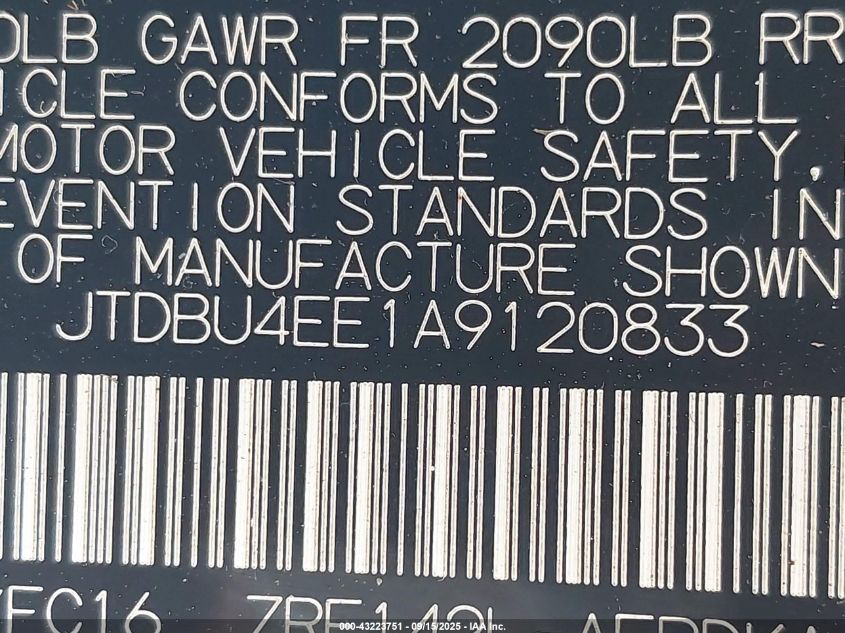 0LB GAWR FR 2090LB RR
ICLE CONFORMS TO ALL
MOTOR VEHICLE SAFETY,
EVENTION STANDARDS IN
OF MANUFACTURE SHOWN
JTDBU4EE1A9120833
000-43223751 - 09/15/2025 - IAA Inc.